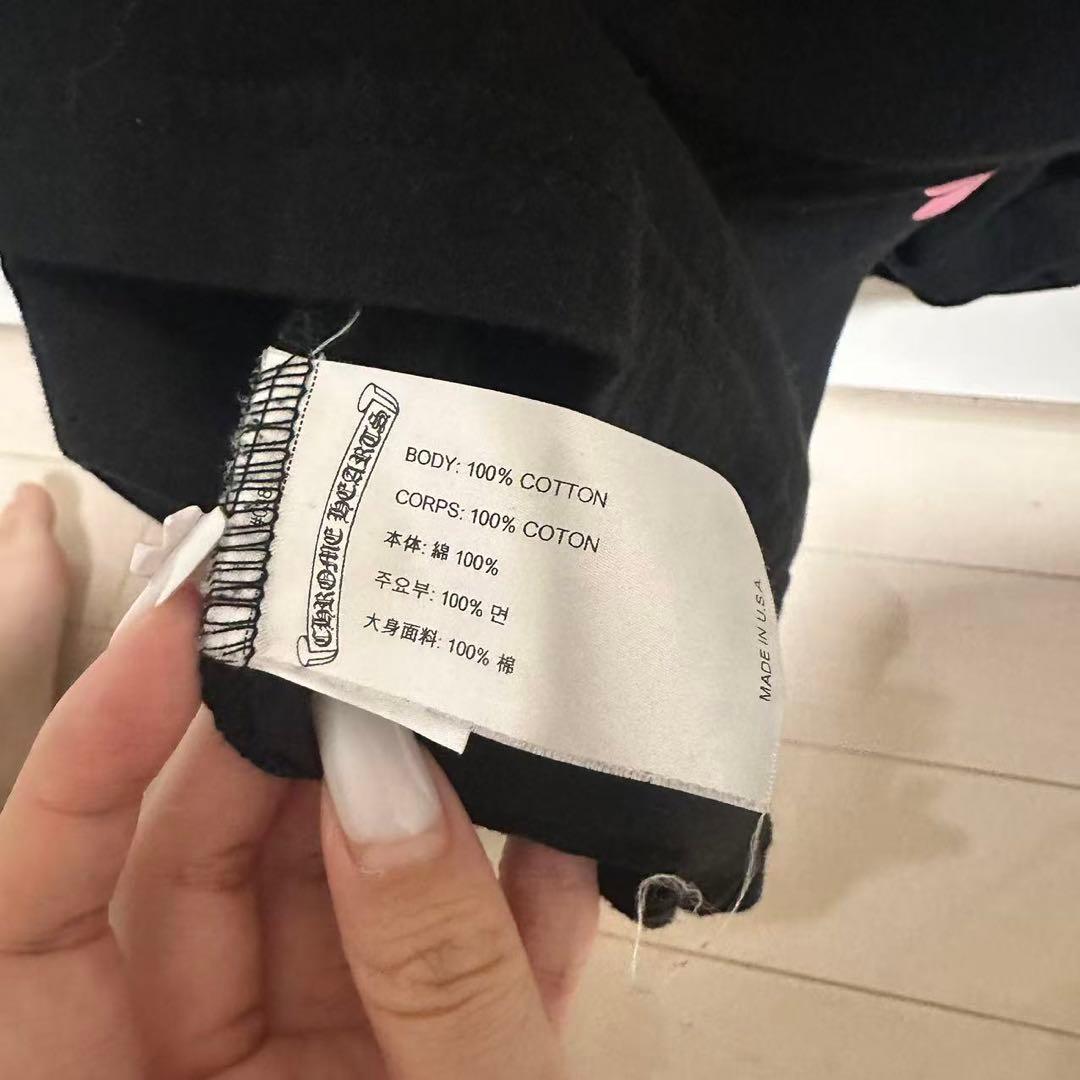 CHROME HEARTS
BODY: 100% COTTON
CORPS: 100% COTON
本体: 綿 100%
주요부: 100% 면
大身面料: 100% 棉
MADE IN U.S.A